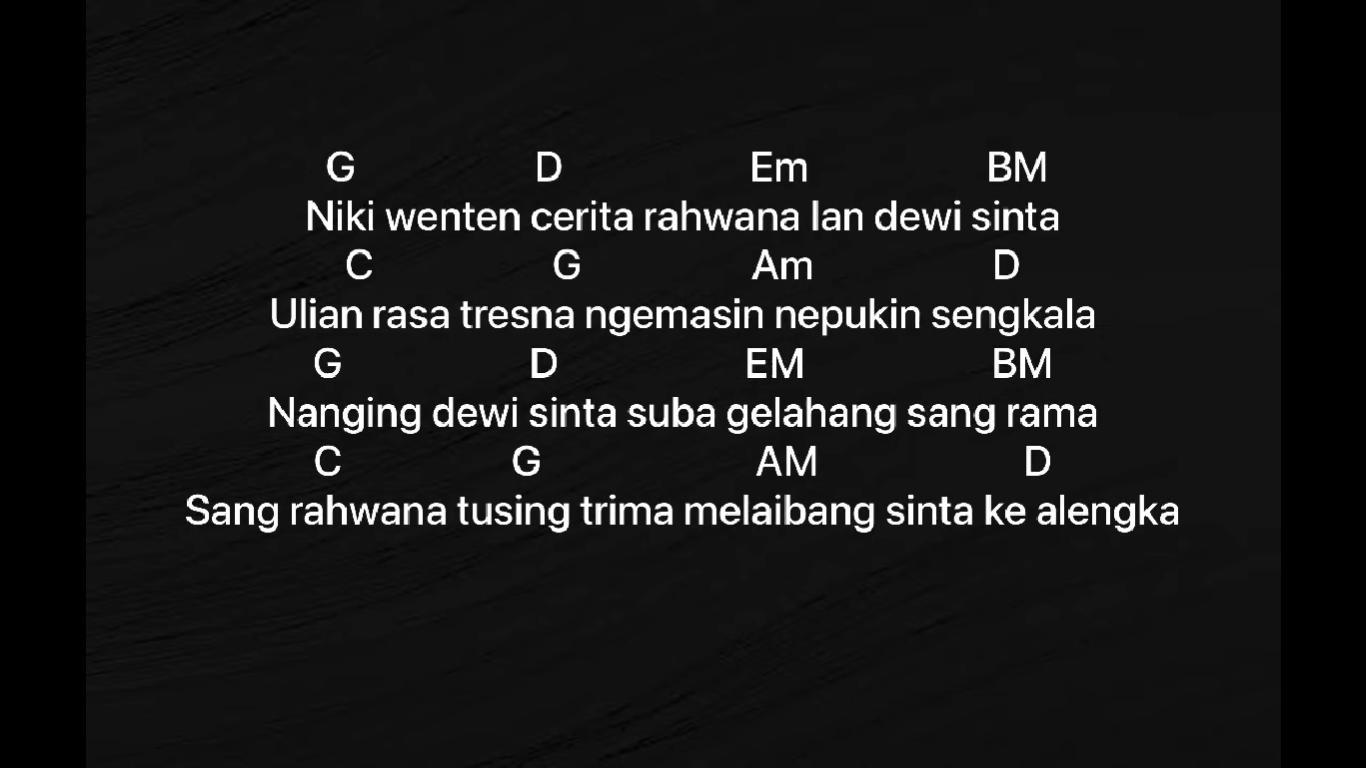 G D Em BM
Niki wenten cerita rahwana lan dewi sinta
C G Am D
Ulian rasa tresna ngemasin nepukin sengkala
G D EM BM
Nanging dewi sinta suba gelahang sang rama
C G AM D
Sang rahwana tusing trima melaibang sinta ke alengka